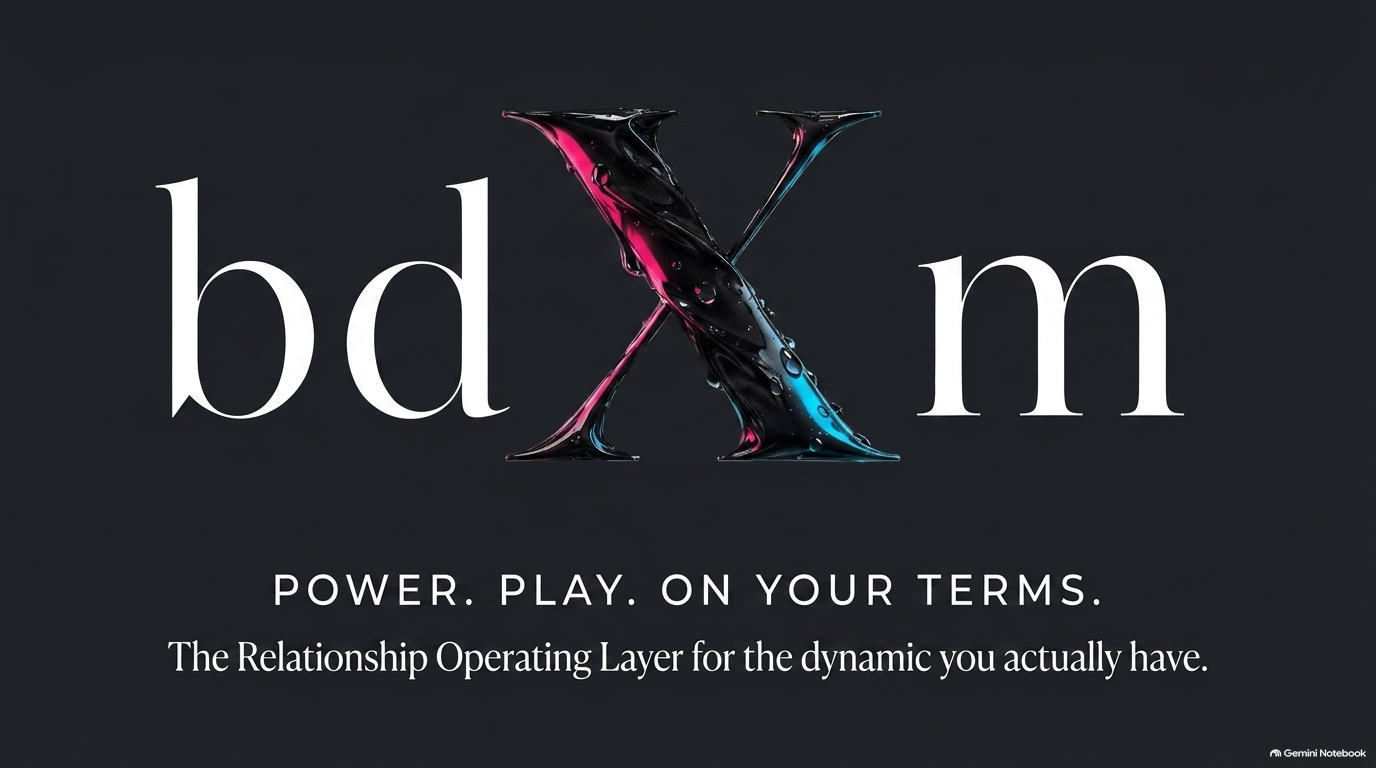 bdXm
POWER. PLAY. ON YOUR TERMS.
The Relationship Operating Layer for the dynamic you actually have.
Gemini Notebook